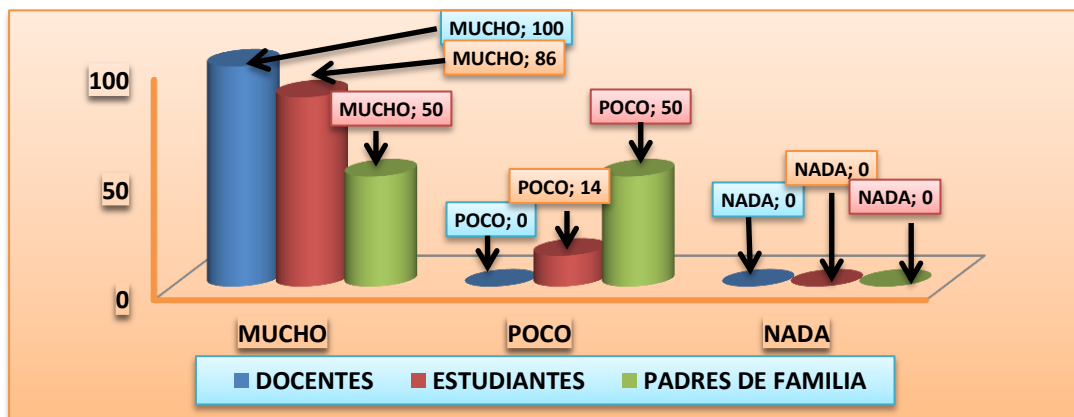 MUCHO; 100
MUCHO; 86
MUCHO; 50
POCO; 50
POCO; 14
NADA; 0
NADA; 0
NADA; 0
POCO; 0
100
50
0
MUCHO POCO NADA
DOCENTES ESTUDIANTES PADRES DE FAMILIA